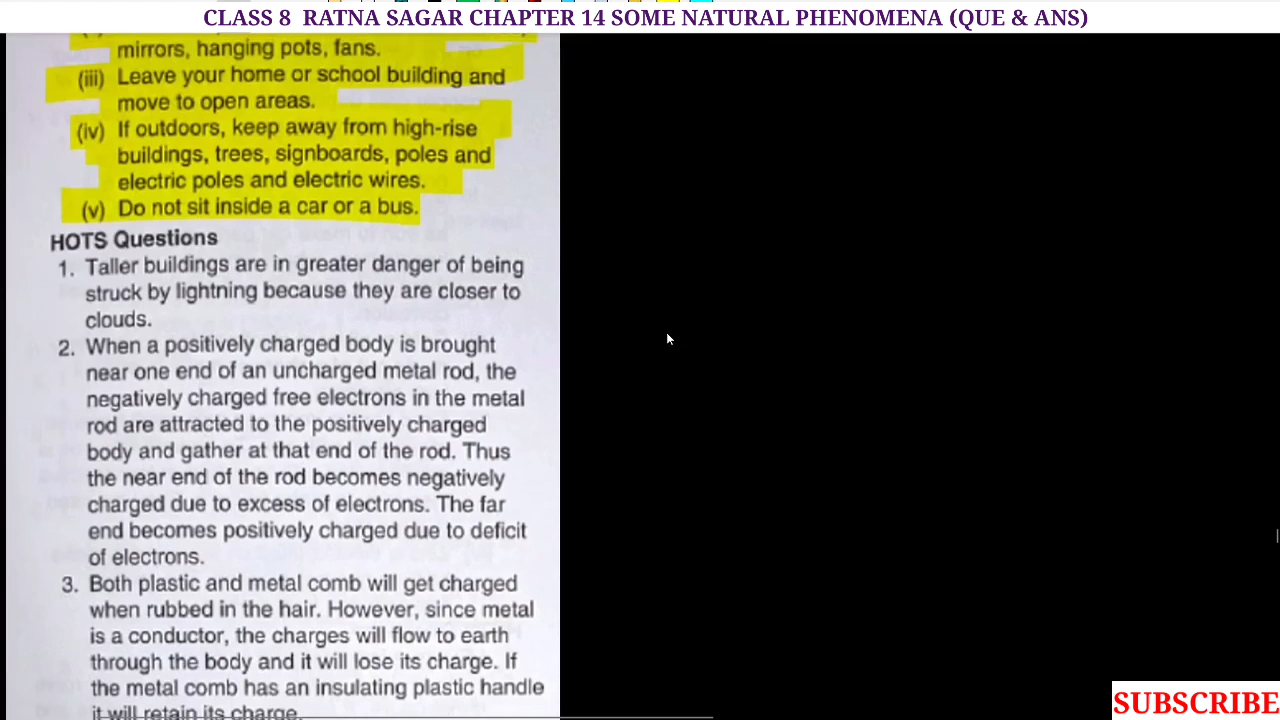 CLASS 8 RATNA SAGAR CHAPTER 14 SOME NATURAL PHENOMENA (QUE & ANS)
mirrors, hanging pots, fans.
(iii) Leave your home or school building and
move to open areas.
(iv) If outdoors, keep away from high-rise
buildings, trees, signboards, poles and
electric poles and electric wires.
(v) Do not sit inside a car or a bus.
HOTS Questions
1. Taller buildings are in greater danger of being
struck by lightning because they are closer to
clouds.
2. When a positively charged body is brought
near one end of an uncharged metal rod, the
negatively charged free electrons in the metal
rod are attracted to the positively charged
body and gather at that end of the rod. Thus
the near end of the rod becomes negatively
charged due to excess of electrons. The far
end becomes positively charged due to deficit
of electrons.
3. Both plastic and metal comb will get charged
when rubbed in the hair. However, since metal
is a conductor, the charges will flow to earth
through the body and it will lose its charge. If
the metal comb has an insulating plastic handle
it will retain its charge.
SUBSCRIBE